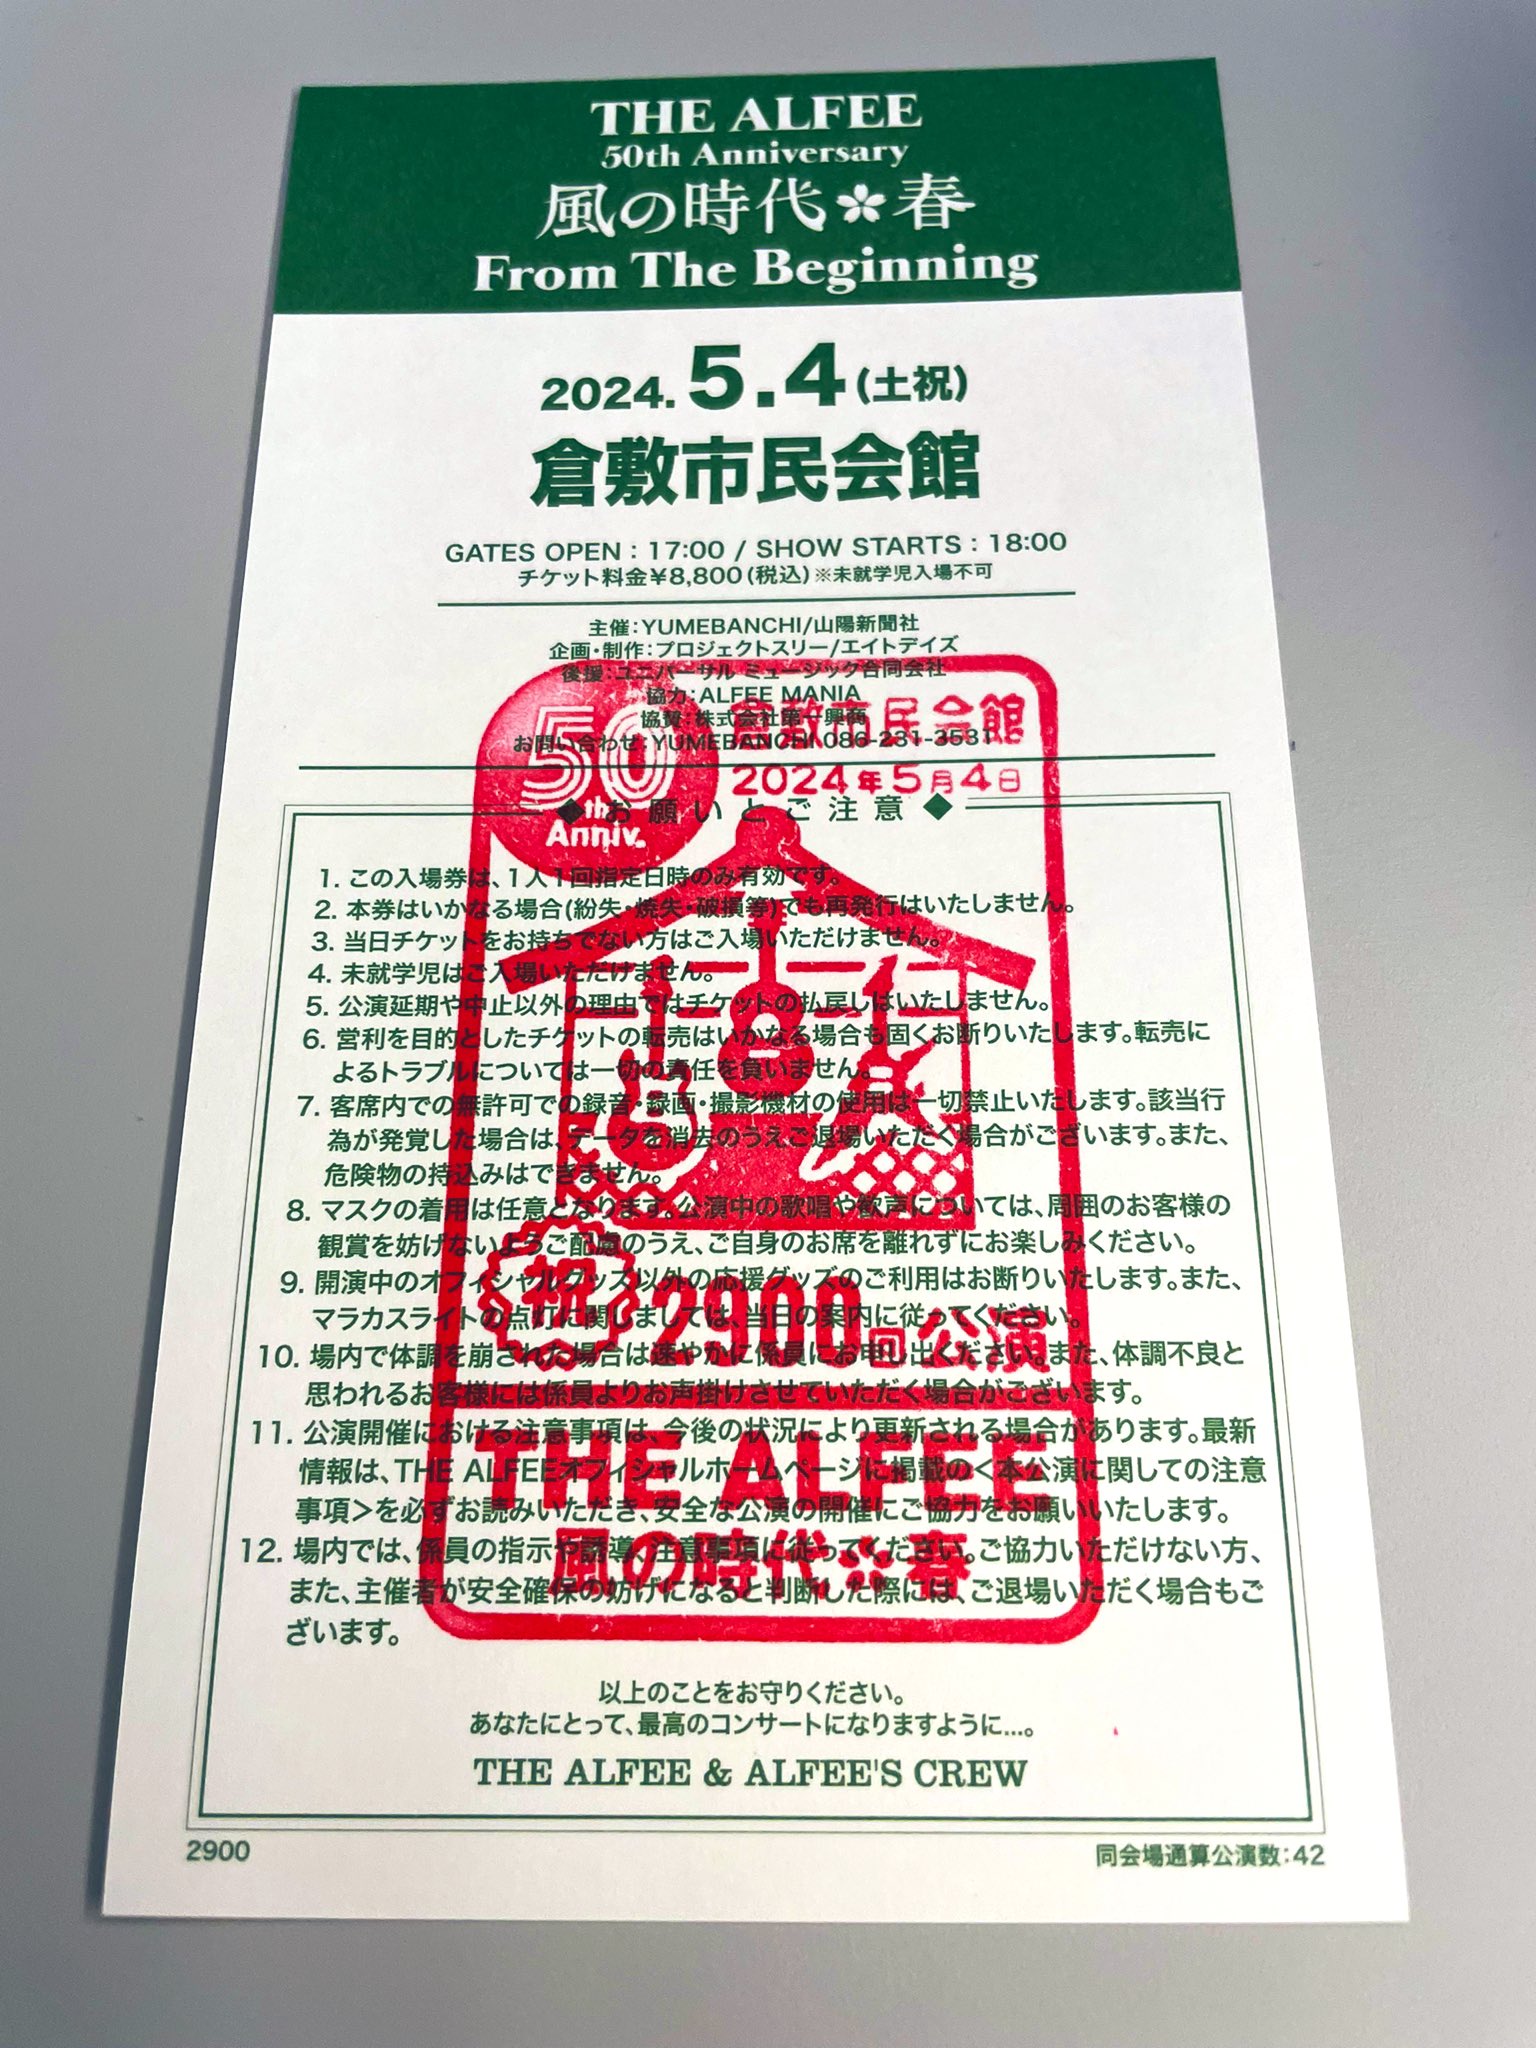 THE ALFEE
50th Anniversary
風の時代✿春
From The Beginning
2024. 5.4 (土祝)
倉敷市民会館
GATES OPEN : 17:00 / SHOW STARTS : 18:00
チケット料金¥8,800(税込)※未就学児入場不可
主催:YUMEBANCHI/山陽新聞社
企画・制作:プロジェクトスリー/エイトデイズ
後援:ユニバーサル ミュージック合同会社
協力:ALFEE MANIA
協賛:株式会社第一興商
お問い合わせ:YUMEBANCHI 086-231-3531
50
th
Anniv.
倉敷市民会館
2024年5月4日
◆お願いとご注意◆
1. この入場券は、1人1回指定日時のみ有効です。
2. 本券はいかなる場合(紛失・焼失・破損等)でも再発行はいたしません。
3. 当日チケットをお持ちでない方はご入場いただけません。
4. 未就学児はご入場いただけません。
5. 公演延期や中止以外の理由ではチケットの払戻しはいたしません。
6. 営利を目的としたチケットの転売はいかなる場合も固くお断りいたします。転売に
よるトラブルについては一切の責任を負いません。
7. 客席内での無許可での録音・録画・撮影機材の使用は一切禁止いたします。該当行
為が発覚した場合は、データを消去のうえご退場いただく場合がございます。また、
危険物の持込みはできません。
8. マスクの着用は任意となります。公演中の歌唱や歓声については、周囲のお客様の
観賞を妨げないようご配慮のうえ、ご自身のお席を離れずにお楽しみください。
9. 開演中のオフィシャルグッズ以外の応援グッズのご利用はお断りいたします。また、
マラカスライトの点灯に関しましては、当日の案内に従ってください。
10. 場内で体調を崩された場合は速やかに係員にお申し出ください。また、体調不良と
思われるお客様には係員よりお声掛けさせていただく場合がございます。
11. 公演開催における注意事項は、今後の状況により更新される場合があります。最新
情報は、THE ALFEEオフィシャルホームページに掲載の<本公演に関しての注意
事項>を必ずお読みいただき、安全な公演の開催にご協力をお願いいたします。
12. 場内では、係員の指示や誘導、注意事項に従ってください。ご協力いただけない方、
また、主催者が安全確保の妨げになると判断した際には、ご退場いただく場合もご
ざいます。
祝 2900回公演
THE ALFEE
風の時代✿春
以上のことをお守りください。
あなたにとって、最高のコンサートになりますように…。
THE ALFEE & ALFEE'S CREW
2900
同会場通算公演数:42